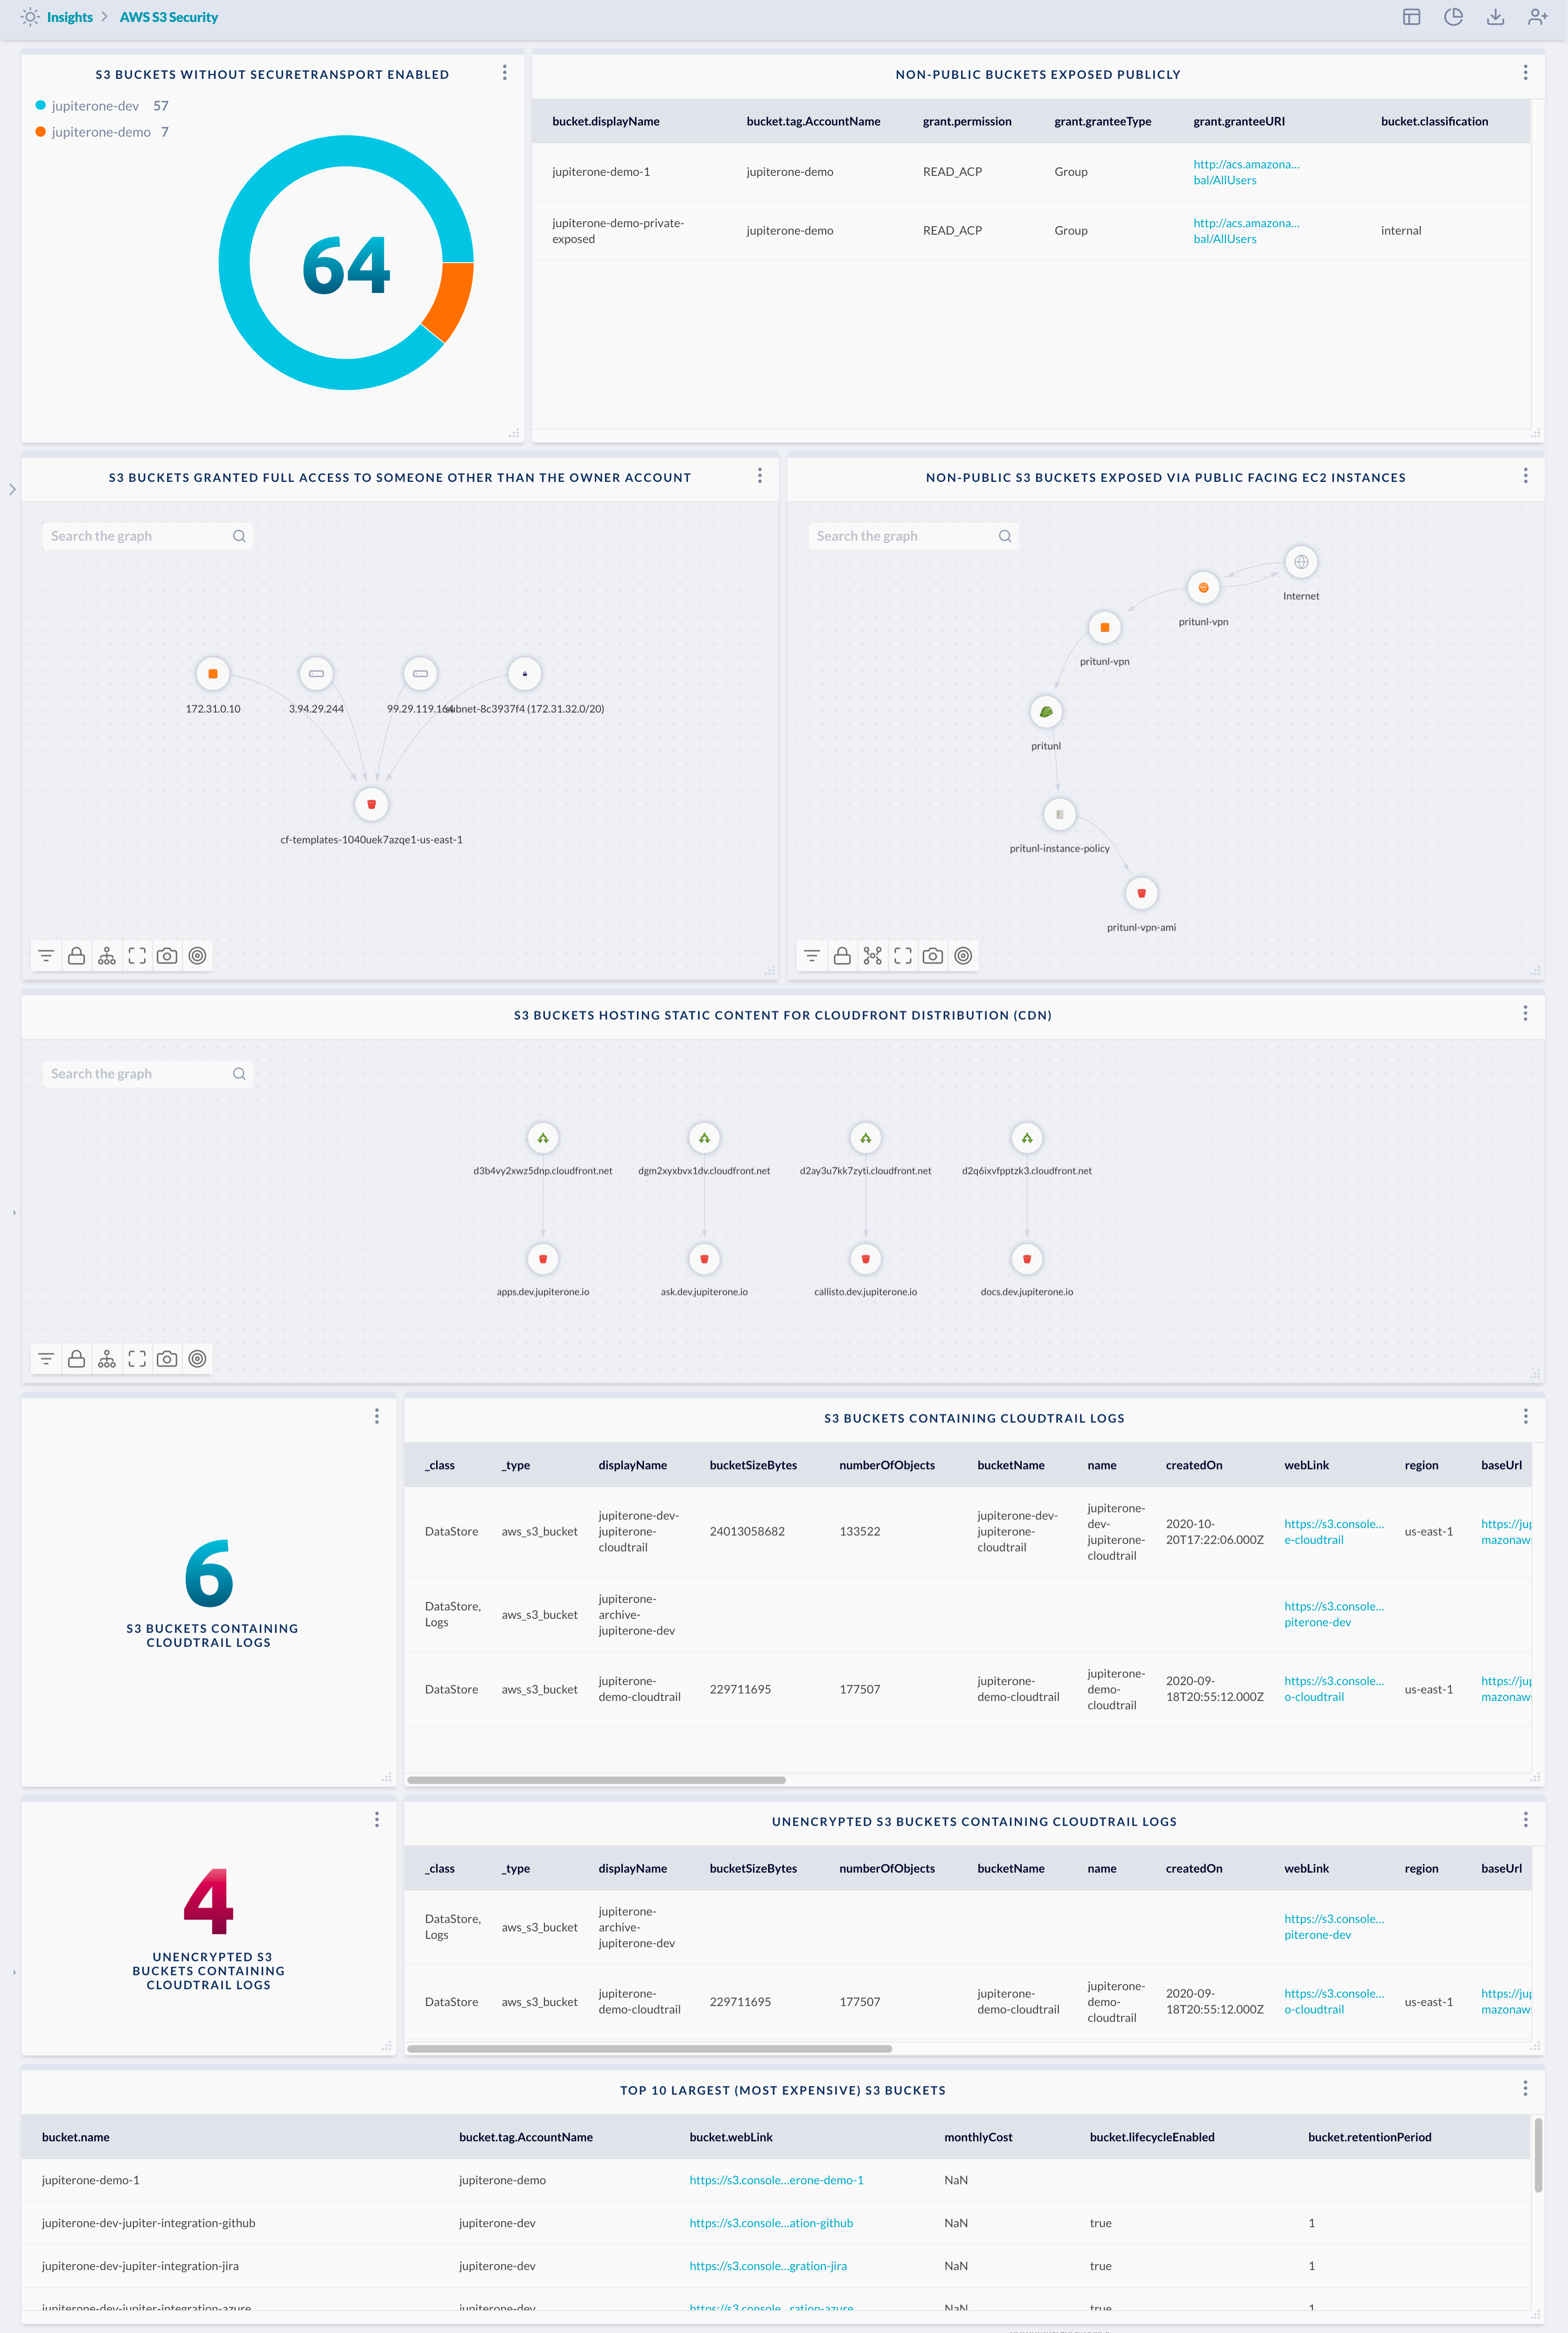 Insights > AWS S3 Security
S3 BUCKETS WITHOUT SECURETRANSPORT ENABLED
jupiterone-dev 57
jupiterone-demo 7
64
NON-PUBLIC BUCKETS EXPOSED PUBLICLY
bucket.displayName bucket.tag.AccountName grant.permission grant.granteeType grant.granteeURI bucket.classification
jupiterone-demo-1 jupiterone-demo READ_ACP Group http://acs.amazona...
bal/AllUsers
jupiterone-demo-private- jupiterone-demo READ_ACP Group http://acs.amazona... internal
exposed bal/AllUsers
S3 BUCKETS GRANTED FULL ACCESS TO SOMEONE OTHER THAN THE OWNER ACCOUNT
Search the graph
172.31.0.10
3.94.29.244
99.29.119.164
subnet-8c3937f4 (172.31.32.0/20)
cf-templates-1040uek7azqe1-us-east-1
NON-PUBLIC S3 BUCKETS EXPOSED VIA PUBLIC FACING EC2 INSTANCES
Search the graph
Internet
pritunl-vpn
pritunl-vpn
pritunl
pritunl-instance-policy
pritunl-vpn-ami
S3 BUCKETS HOSTING STATIC CONTENT FOR CLOUDFRONT DISTRIBUTION (CDN)
Search the graph
d3b4vy2xwz5dnp.cloudfront.net dgm2xyxbvx1dv.cloudfront.net d2ay3u7kk7zyti.cloudfront.net d2q6ixvfpptzk3.cloudfront.net
apps.dev.jupiterone.io ask.dev.jupiterone.io callisto.dev.jupiterone.io docs.dev.jupiterone.io
6
S3 BUCKETS CONTAINING
CLOUDTRAIL LOGS
S3 BUCKETS CONTAINING CLOUDTRAIL LOGS
_class _type displayName bucketSizeBytes numberOfObjects bucketName name createdOn webLink region baseUrl
jupiterone-
jupiterone-dev- jupiterone-dev- dev- 2020-10- https://s3.console... https://jup
DataStore aws_s3_bucket jupiterone- 24013058682 133522 jupiterone- jupiterone- 20T17:22:06.000Z e-cloudtrail us-east-1 mazonaws
cloudtrail cloudtrail cloudtrail
jupiterone-
DataStore, aws_s3_bucket archive- https://s3.console...
Logs jupiterone-dev piterone-dev
jupiterone-
DataStore aws_s3_bucket jupiterone- 229711695 177507 jupiterone- demo- 2020-09- https://s3.console... us-east-1 https://jup
demo-cloudtrail demo-cloudtrail cloudtrail 18T20:55:12.000Z o-cloudtrail mazonaws
4
UNENCRYPTED S3
BUCKETS CONTAINING
CLOUDTRAIL LOGS
UNENCRYPTED S3 BUCKETS CONTAINING CLOUDTRAIL LOGS
_class _type displayName bucketSizeBytes numberOfObjects bucketName name createdOn webLink region baseUrl
jupiterone-
DataStore, aws_s3_bucket archive- https://s3.console...
Logs jupiterone-dev piterone-dev
jupiterone-
DataStore aws_s3_bucket jupiterone- 229711695 177507 jupiterone- demo- 2020-09- https://s3.console... us-east-1 https://jup
demo-cloudtrail demo-cloudtrail cloudtrail 18T20:55:12.000Z o-cloudtrail mazonaws
TOP 10 LARGEST (MOST EXPENSIVE) S3 BUCKETS
bucket.name bucket.tag.AccountName bucket.webLink monthlyCost bucket.lifecycleEnabled bucket.retentionPeriod
jupiterone-demo-1 jupiterone-demo https://s3.console...erone-demo-1 NaN
jupiterone-dev-jupiter-integration-github jupiterone-dev https://s3.console...ation-github NaN true 1
jupiterone-dev-jupiter-integration-jira jupiterone-dev https://s3.console...gration-jira NaN true 1
jupiterone-dev-jupiter-integration-azure jupiterone-dev https://s3.console...ration-azure NaN true 1